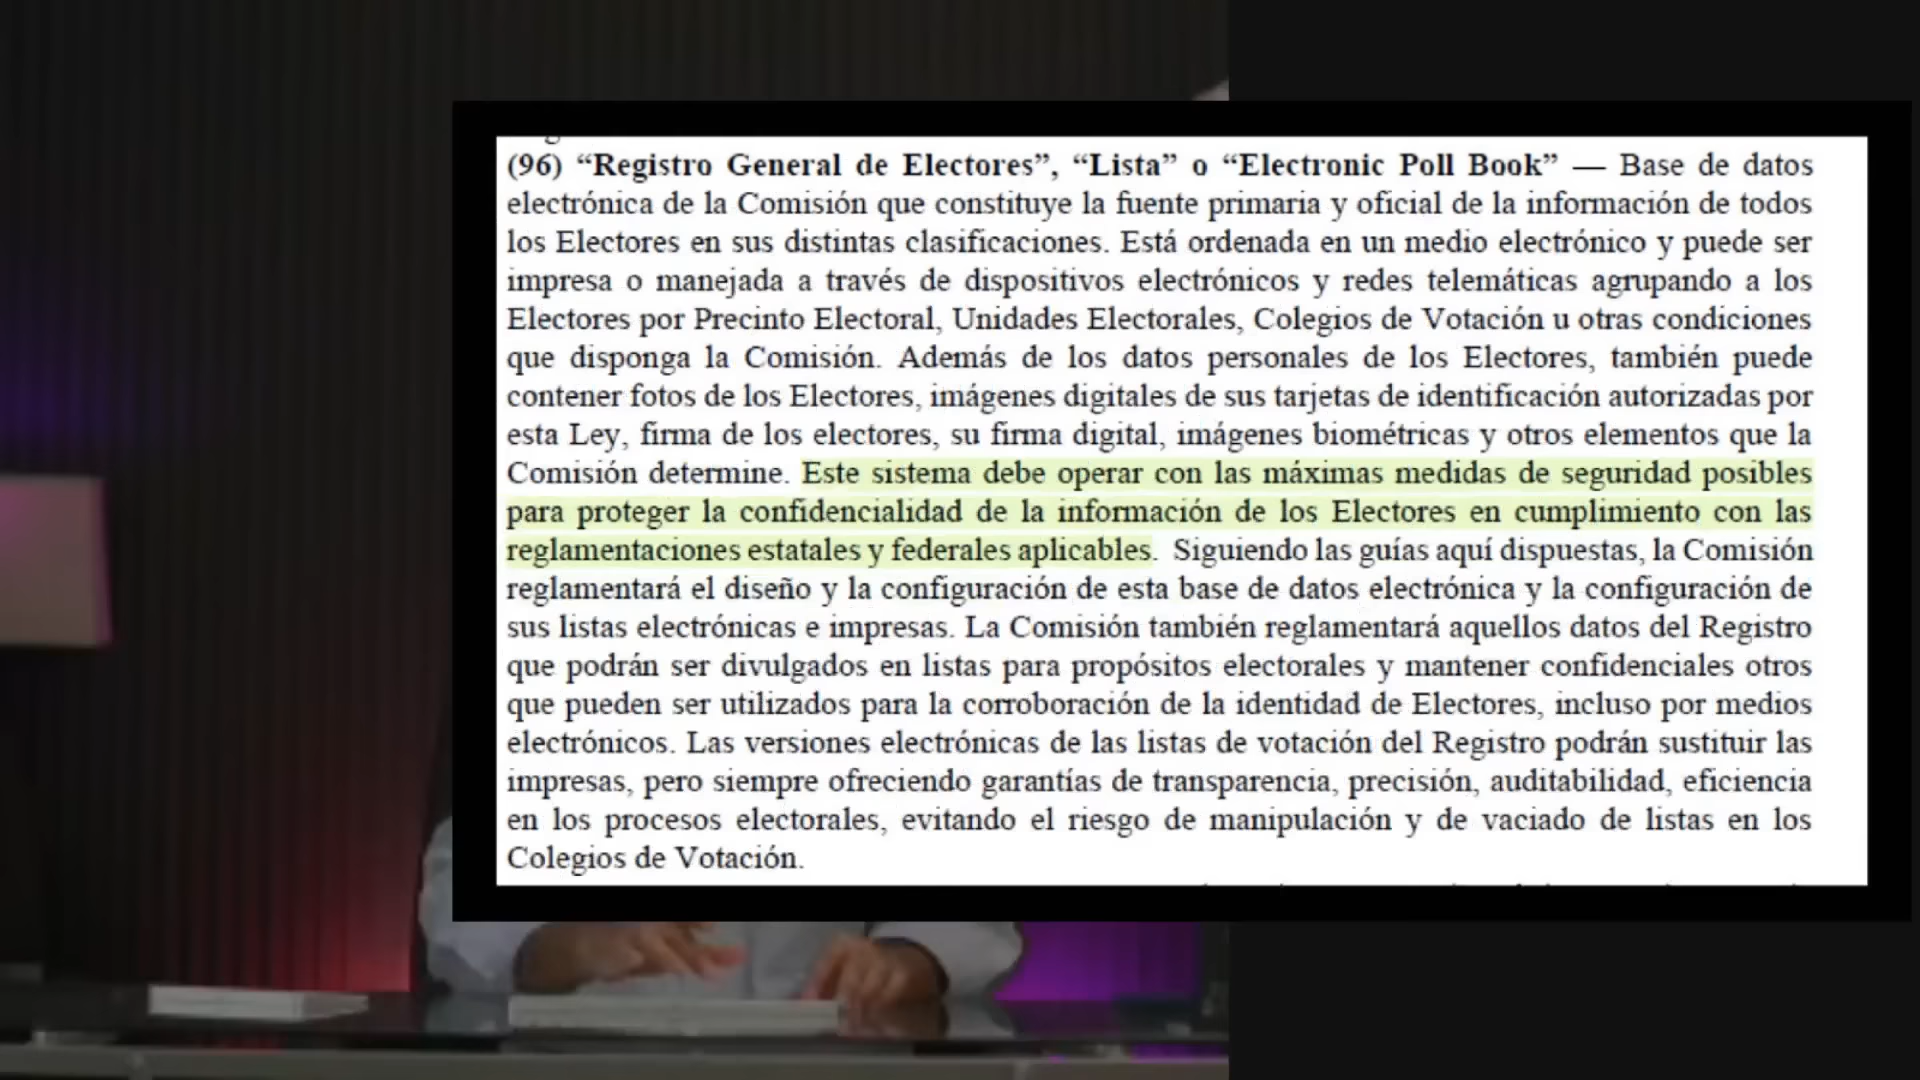 (96) “Registro General de Electores”, “Lista” o “Electronic Poll Book” — Base de datos
electrónica de la Comisión que constituye la fuente primaria y oficial de la información de todos
los Electores en sus distintas clasificaciones. Está ordenada en un medio electrónico y puede ser
impresa o manejada a través de dispositivos electrónicos y redes telemáticas agrupando a los
Electores por Precinto Electoral, Unidades Electorales, Colegios de Votación u otras condiciones
que disponga la Comisión. Además de los datos personales de los Electores, también puede
contener fotos de los Electores, imágenes digitales de sus tarjetas de identificación autorizadas por
esta Ley, firma de los electores, su firma digital, imágenes biométricas y otros elementos que la
Comisión determine. Este sistema debe operar con las máximas medidas de seguridad posibles
para proteger la confidencialidad de la información de los Electores en cumplimiento con las
reglamentaciones estatales y federales aplicables. Siguiendo las guías aquí dispuestas, la Comisión
reglamentará el diseño y la configuración de esta base de datos electrónica y la configuración de
sus listas electrónicas e impresas. La Comisión también reglamentará aquellos datos del Registro
que podrán ser divulgados en listas para propósitos electorales y mantener confidenciales otros
que pueden ser utilizados para la corroboración de la identidad de Electores, incluso por medios
electrónicos. Las versiones electrónicas de las listas de votación del Registro podrán sustituir las
impresas, pero siempre ofreciendo garantías de transparencia, precisión, auditabilidad, eficiencia
en los procesos electorales, evitando el riesgo de manipulación y de vaciado de listas en los
Colegios de Votación.